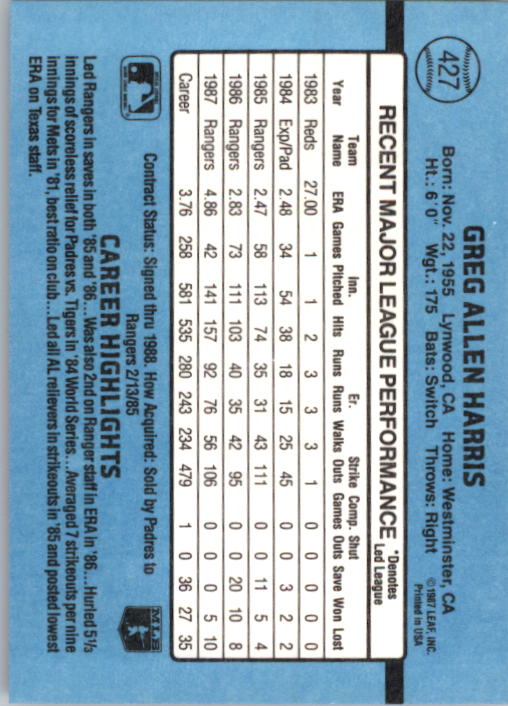 427
GREG ALLEN HARRIS
Born: Nov. 22, 1955 Lynwood, CA Home: Westminster, CA
Ht.: 6' 0" Wgt.: 175 Bats: Switch Throws: Right
©1987 LEAF, INC.
Printed in USA
RECENT MAJOR LEAGUE PERFORMANCE *Denotes Led League
Year Team Name ERA Games Inn. Pitched Hits Runs Er. Runs Walks Strike Outs Comp. Games Shut Outs Save Won Lost
1983 Reds 27.00 1 1 2 3 3 3 1 0 0 0 0 0
1984 Exp/Pad 2.48 34 54 38 18 15 25 45 0 0 3 2 2
1985 Rangers 2.47 58 113 74 35 31 43 111 0 0 11 5 4
1986 Rangers 2.83 73 111 103 40 35 42 95 0 0 20 10 8
1987 Rangers 4.86 42 141 157 92 76 56 106 0 0 0 5 10
Career 3.76 258 581 535 280 243 234 479 1 0 36 27 35
Contract Status: Signed thru 1988. How Acquired: Sold by Padres to
Rangers 2/13/85
MLB
CAREER HIGHLIGHTS
Led Rangers in saves in both '85 and '86...Was also 2nd on Ranger staff in ERA in '86...Hurled 5 1/3
innings of scoreless relief for Padres vs. Tigers in '84 World Series...Averaged 7 strikeouts per nine
innings for Mets in '81, best ratio on club...Led all AL relievers in strikeouts in '85 and posted lowest
ERA on Texas staff.